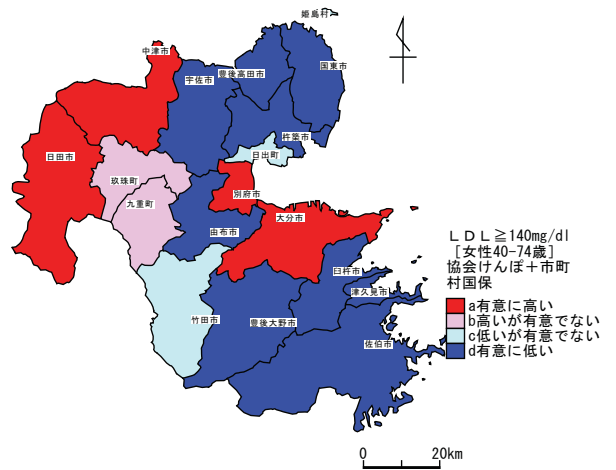 姫島村
中津市
国東市
豊後高田市
宇佐市
杵築市
日出町
日田市
玖珠町
別府市
九重町
大分市
由布市
臼杵市
津久見市
竹田市
豊後大野市
佐伯市
ＬＤＬ≧140mg/dl
［女性40-74歳］
協会けんぽ＋市町
村国保
a有意に高い
b高いが有意でない
c低いが有意でない
d有意に低い
0 20km